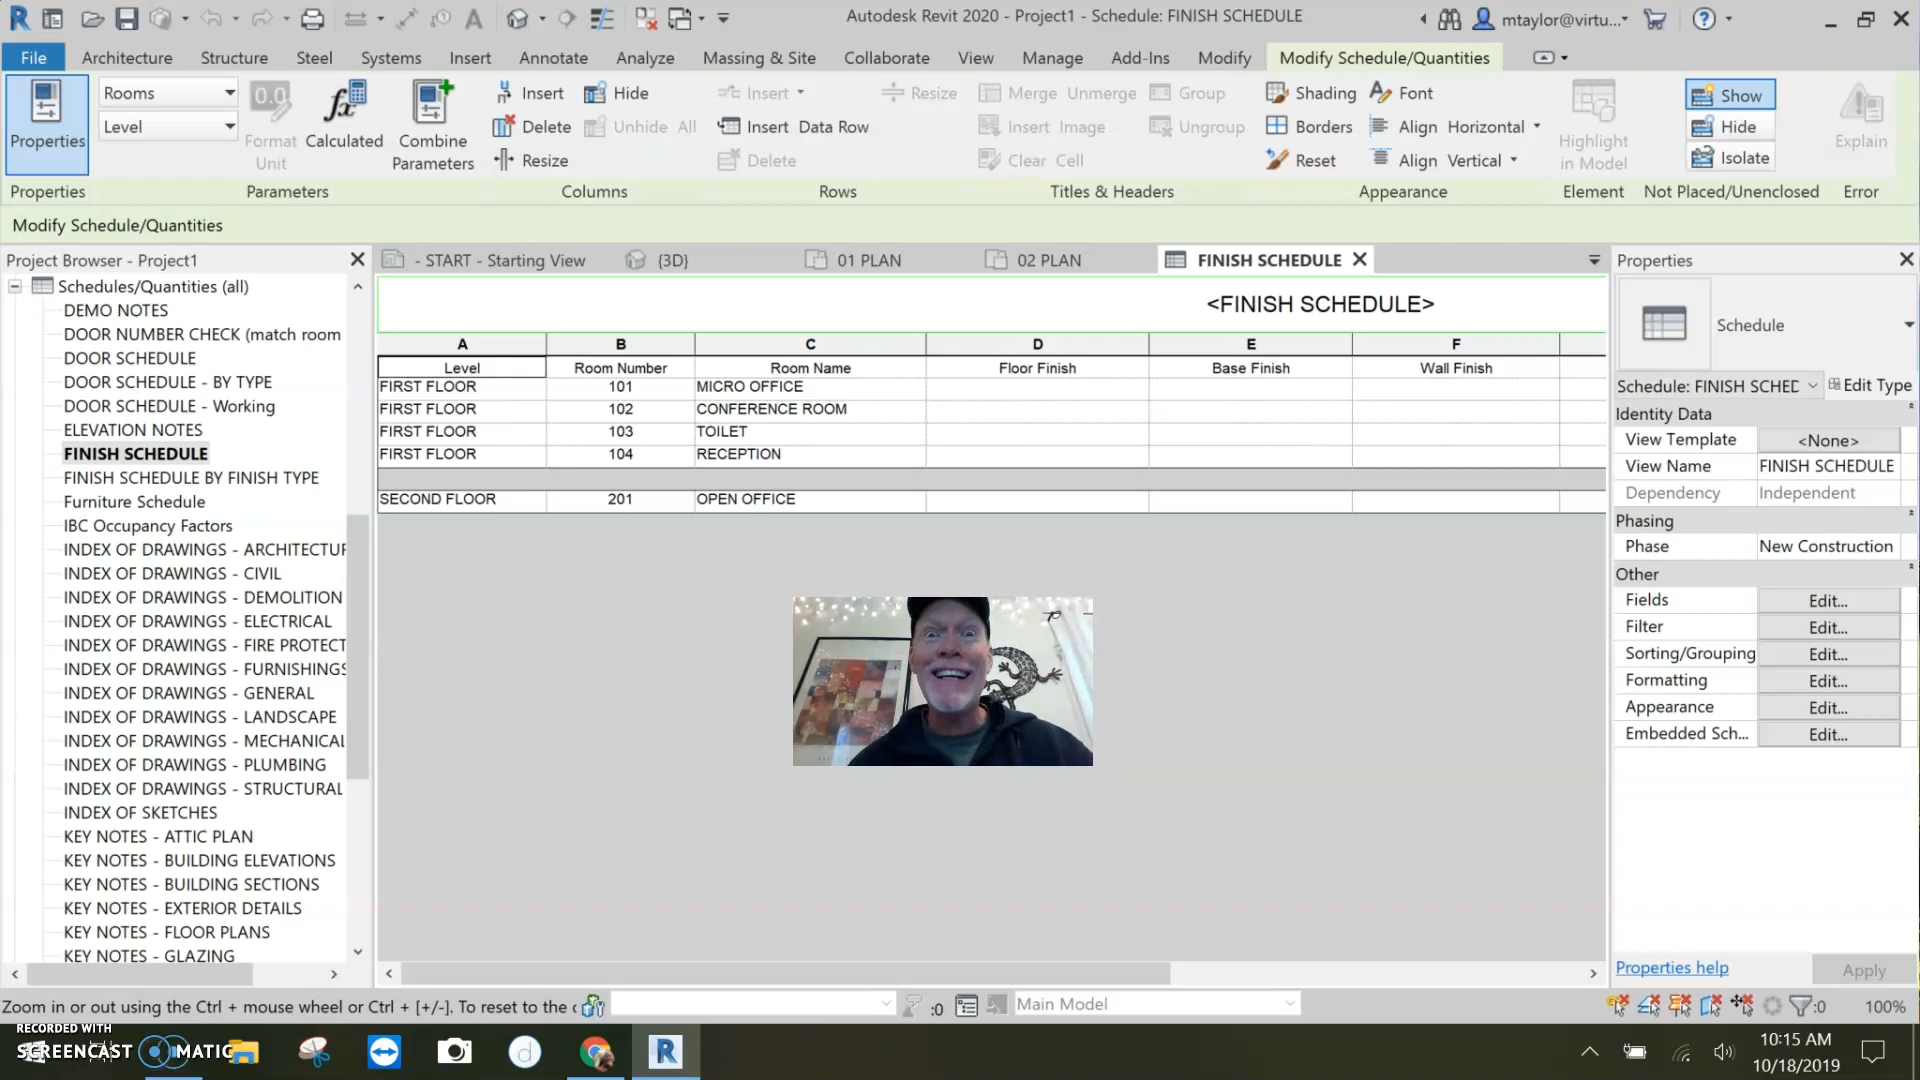 Autodesk Revit 2020 - Project1 - Schedule: FINISH SCHEDULE
mtaylor@virtu...
File Architecture Structure Steel Systems Insert Annotate Analyze Massing & Site Collaborate View Manage Add-Ins Modify Modify Schedule/Quantities
Properties
Properties
Rooms
Level
0.0
Format Unit
fx
Calculated
Combine Parameters
Parameters
Insert Hide
Delete Unhide All
Resize
Columns
Insert Resize
Insert Data Row
Delete
Rows
Merge Unmerge Group
Insert Image Ungroup
Clear Cell
Titles & Headers
Shading Font
Borders Align Horizontal
Reset Align Vertical
Appearance
Highlight in Model
Element
Show
Hide
Isolate
Not Placed/Unenclosed
Explain
Error
Modify Schedule/Quantities
Project Browser - Project1
- START - Starting View {3D} 01 PLAN 02 PLAN FINISH SCHEDULE
Schedules/Quantities (all)
DEMO NOTES
DOOR NUMBER CHECK (match room
DOOR SCHEDULE
DOOR SCHEDULE - BY TYPE
DOOR SCHEDULE - Working
ELEVATION NOTES
FINISH SCHEDULE
FINISH SCHEDULE BY FINISH TYPE
Furniture Schedule
IBC Occupancy Factors
INDEX OF DRAWINGS - ARCHITECTUR
INDEX OF DRAWINGS - CIVIL
INDEX OF DRAWINGS - DEMOLITION
INDEX OF DRAWINGS - ELECTRICAL
INDEX OF DRAWINGS - FIRE PROTECT
INDEX OF DRAWINGS - FURNISHINGS
INDEX OF DRAWINGS - GENERAL
INDEX OF DRAWINGS - LANDSCAPE
INDEX OF DRAWINGS - MECHANICAL
INDEX OF DRAWINGS - PLUMBING
INDEX OF DRAWINGS - STRUCTURAL
INDEX OF SKETCHES
KEY NOTES - ATTIC PLAN
KEY NOTES - BUILDING ELEVATIONS
KEY NOTES - BUILDING SECTIONS
KEY NOTES - EXTERIOR DETAILS
KEY NOTES - FLOOR PLANS
KEY NOTES - GLAZING
<FINISH SCHEDULE>
A B C D E F
Level Room Number Room Name Floor Finish Base Finish Wall Finish
FIRST FLOOR 101 MICRO OFFICE
FIRST FLOOR 102 CONFERENCE ROOM
FIRST FLOOR 103 TOILET
FIRST FLOOR 104 RECEPTION
SECOND FLOOR 201 OPEN OFFICE
Properties
Schedule
Schedule: FINISH SCHED Edit Type
Identity Data
View Template <None>
View Name FINISH SCHEDULE
Dependency Independent
Phasing
Phase New Construction
Other
Fields Edit...
Filter Edit...
Sorting/Grouping Edit...
Formatting Edit...
Appearance Edit...
Embedded Sch... Edit...
Properties help Apply
Zoom in or out using the Ctrl + mouse wheel or Ctrl + [+/-]. To reset to the c :0 Main Model :0 100%
RECORDED WITH
SCREENCAST MATIC
10:15 AM
10/18/2019